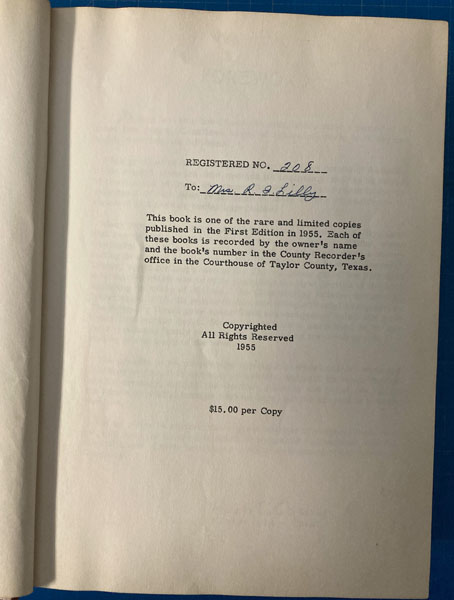 REGISTERED NO. 208
To: Mrs R J Lilly
This book is one of the rare and limited copies
published in the First Edition in 1955. Each of
these books is recorded by the owner's name
and the book's number in the County Recorder's
office in the Courthouse of Taylor County, Texas.
Copyrighted
All Rights Reserved
1955
$15.00 per Copy